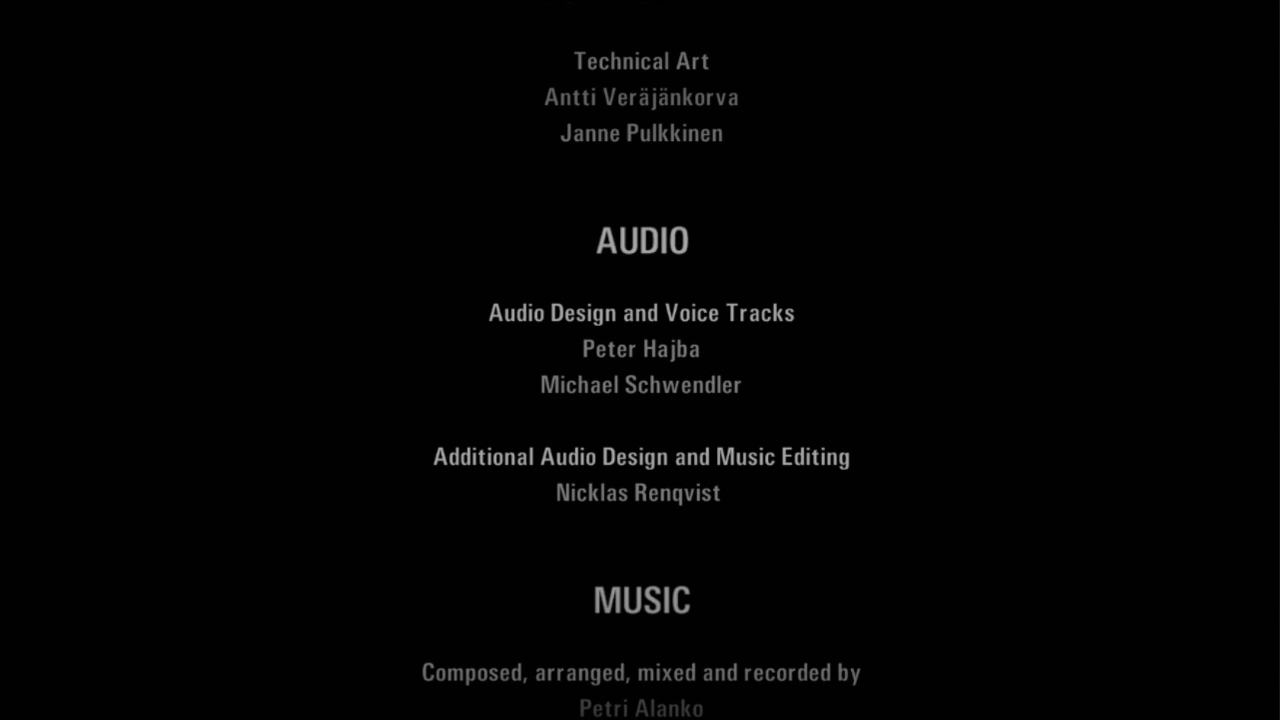 Technical Art
Antti Veräjänkorva
Janne Pulkkinen
AUDIO
Audio Design and Voice Tracks
Peter Hajba
Michael Schwendler
Additional Audio Design and Music Editing
Nicklas Renqvist
MUSIC
Composed, arranged, mixed and recorded by
Petri Alanko